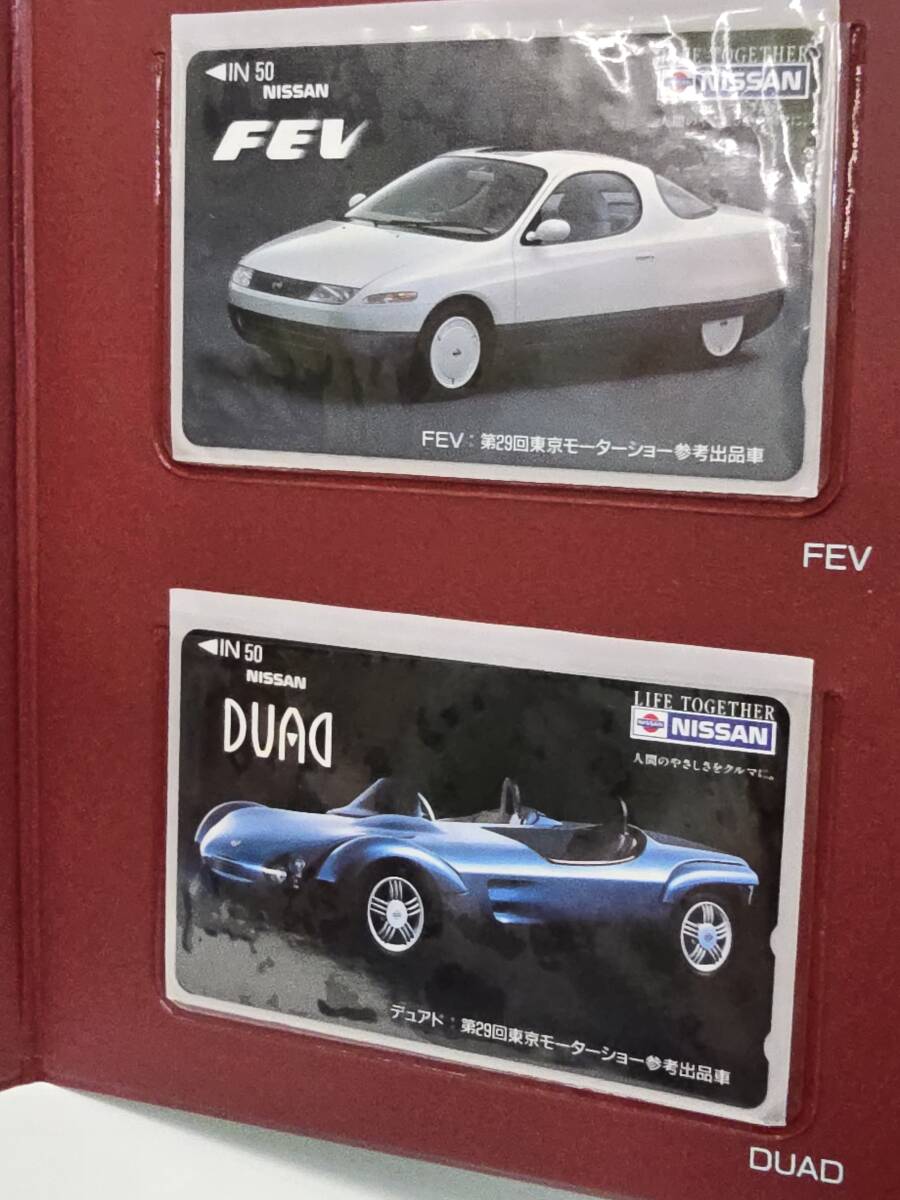 ◀IN 50
NISSAN
FEV
LIFE TOGETHER
NISSAN
FEV：第29回東京モーターショー参考出品車
FEV
◀IN 50
NISSAN
DUAD
LIFE TOGETHER
NISSAN NISSAN
人間のやさしさをクルマに。
デュアド：第29回東京モーターショー参考出品車
DUAD